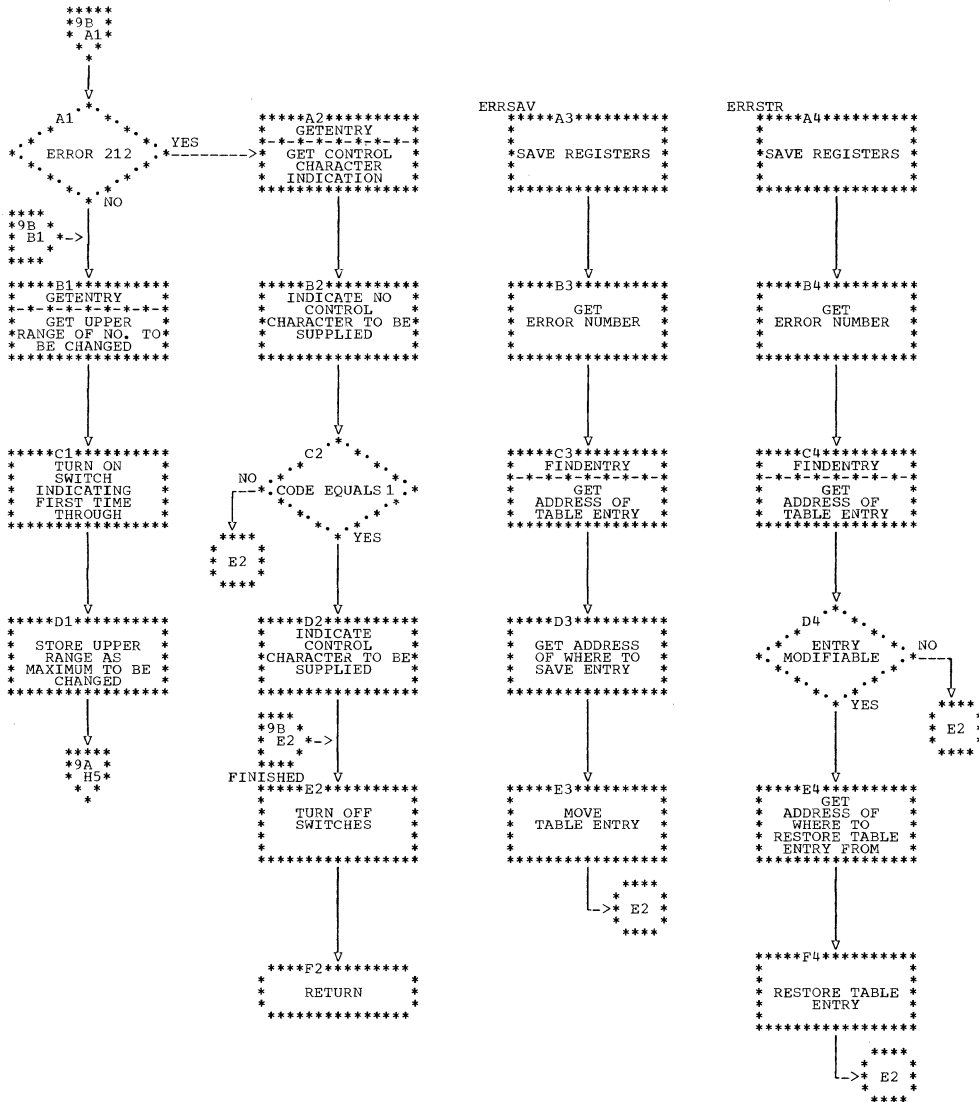 9B
A1
A1
ERROR 212
YES
NO
9B
B1
B1
GETENTRY
GET UPPER
RANGE OF NO. TO
BE CHANGED
C1
TURN ON
SWITCH
INDICATING
FIRST TIME
THROUGH
D1
STORE UPPER
RANGE AS
MAXIMUM TO BE
CHANGED
9A
H5
A2
GETENTRY
GET CONTROL
CHARACTER
INDICATION
B2
INDICATE NO
CONTROL
CHARACTER TO BE
SUPPLIED
C2
NO
CODE EQUALS 1
YES
E2
D2
INDICATE
CONTROL
CHARACTER TO BE
SUPPLIED
9B
E2
FINISHED
E2
TURN OFF
SWITCHES
F2
RETURN
ERRSAV
A3
SAVE REGISTERS
B3
GET
ERROR NUMBER
C3
FINDENTRY
GET
ADDRESS OF
TABLE ENTRY
D3
GET ADDRESS
OF WHERE TO
SAVE ENTRY
E3
MOVE
TABLE ENTRY
E2
ERRSTR
A4
SAVE REGISTERS
B4
GET
ERROR NUMBER
C4
FINDENTRY
GET
ADDRESS OF
TABLE ENTRY
D4
ENTRY
MODIFIABLE
NO
YES
E2
E4
GET
ADDRESS OF
WHERE TO
RESTORE TABLE
ENTRY FROM
F4
RESTORE TABLE
ENTRY
E2